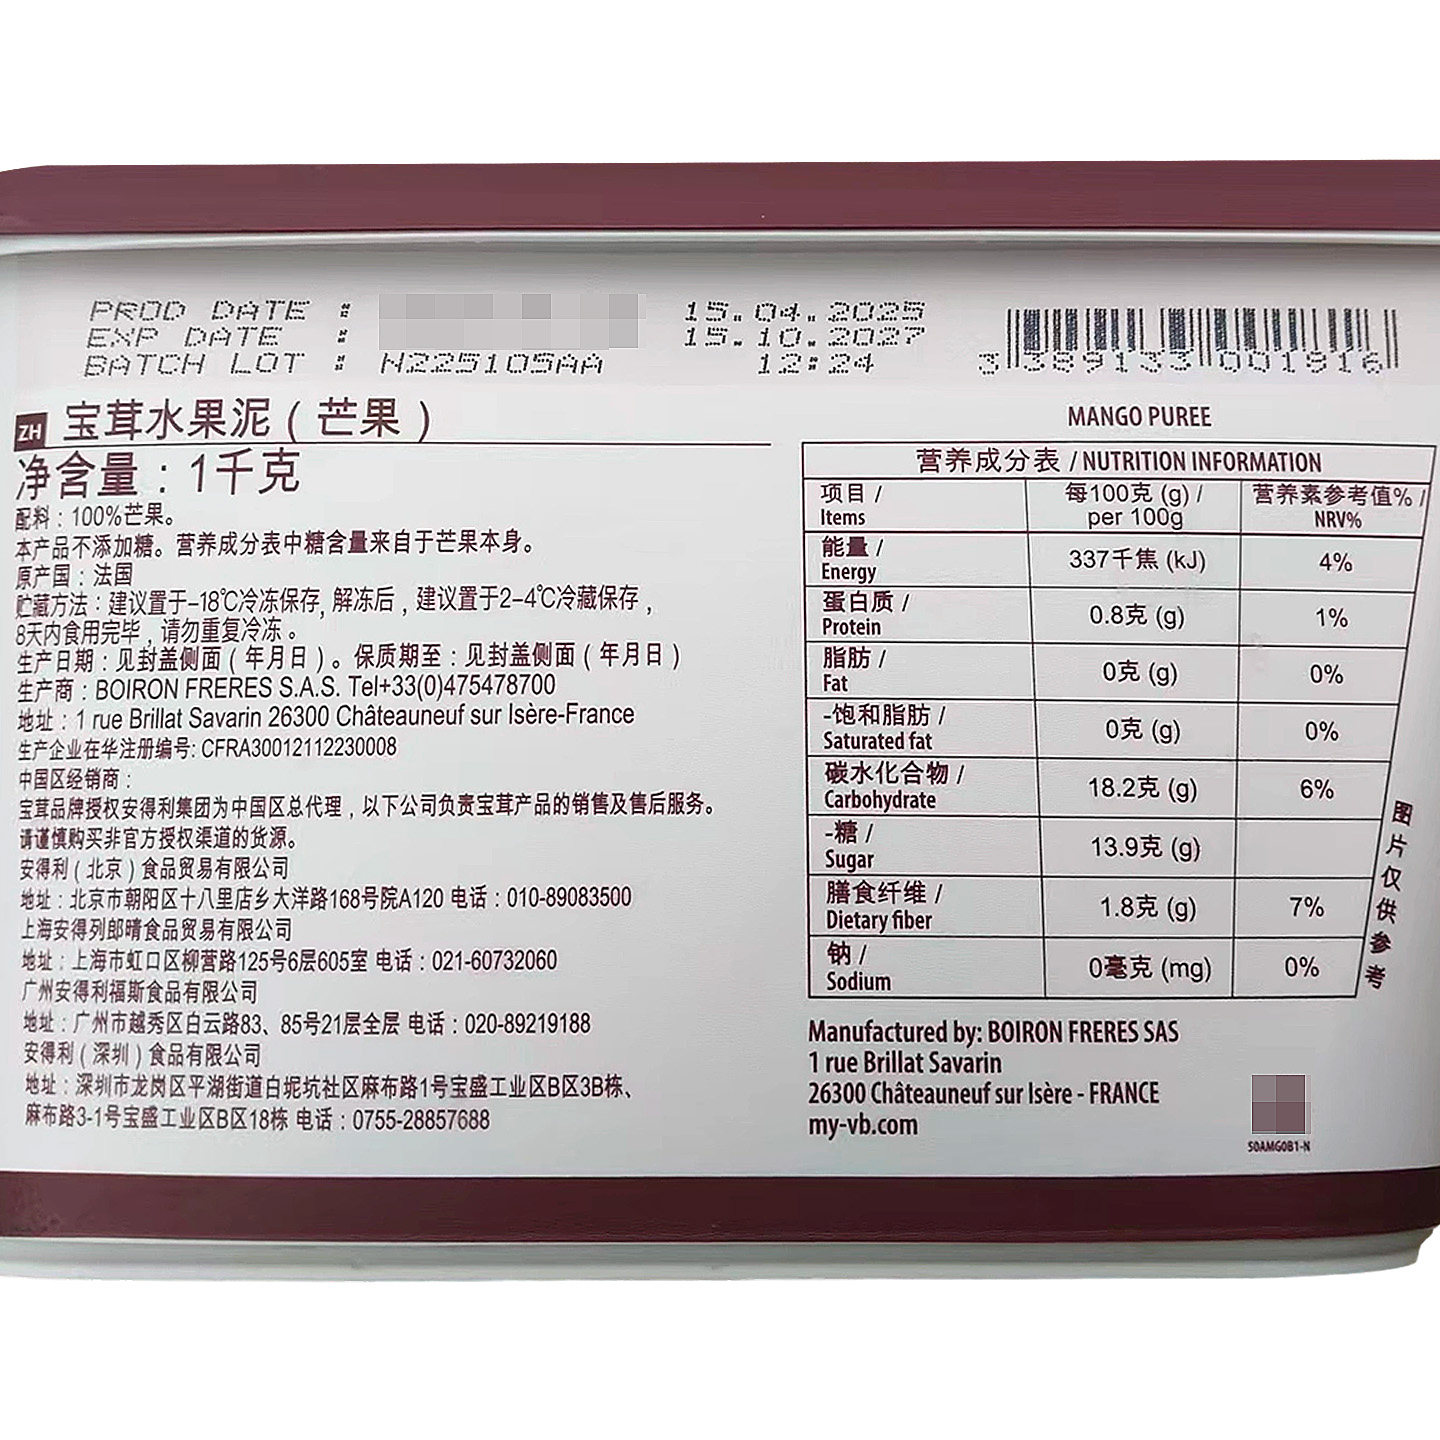 PROD DATE : 15.04.2025
EXP DATE : 15.10.2027
BATCH LOT : N225105AA 12:24
3 389133 001916
ZH 宝茸水果泥（芒果）
净含量：1千克
配料：100%芒果。
本产品不添加糖。营养成分表中糖含量来自于芒果本身。
原产国：法国
贮藏方法：建议置于-18℃冷冻保存, 解冻后，建议置于2-4℃冷藏保存，
8天内食用完毕，请勿重复冷冻。
生产日期：见封盖侧面（年月日）。保质期至：见封盖侧面（年月日）
生产商：BOIRON FRERES S.A.S. Tel+33(0)475478700
地址：1 rue Brillat Savarin 26300 Châteauneuf sur Isère-France
生产企业在华注册编号: CFRA30012112230008
中国区经销商：
宝茸品牌授权安得利集团为中国区总代理，以下公司负责宝茸产品的销售及售后服务。
请谨慎购买非官方授权渠道的货源。
安得利（北京）食品贸易有限公司
地址：北京市朝阳区十八里店乡大洋路168号院A120 电话：010-89083500
上海安得列郎晴食品贸易有限公司
地址：上海市虹口区柳营路125号6层605室 电话：021-60732060
广州安得利福斯食品有限公司
地址：广州市越秀区白云路83、85号21层全层 电话：020-89219188
安得利（深圳）食品有限公司
地址：深圳市龙岗区平湖街道白坭坑社区麻布路1号宝盛工业区B区3B栋、
麻布路3-1号宝盛工业区B区18栋 电话：0755-28857688
MANGO PUREE
营养成分表 / NUTRITION INFORMATION
项目 / Items 每100克 (g) / per 100g 营养素参考值% / NRV%
能量 / Energy 337千焦 (kJ) 4%
蛋白质 / Protein 0.8克 (g) 1%
脂肪 / Fat 0克 (g) 0%
-饱和脂肪 / Saturated fat 0克 (g) 0%
碳水化合物 / Carbohydrate 18.2克 (g) 6%
-糖 / Sugar 13.9克 (g)
膳食纤维 / Dietary fiber 1.8克 (g) 7%
钠 / Sodium 0毫克 (mg) 0%
图片仅供参考
Manufactured by: BOIRON FRERES SAS
1 rue Brillat Savarin
26300 Châteauneuf sur Isère - FRANCE
my-vb.com
S0AMG0B1-N